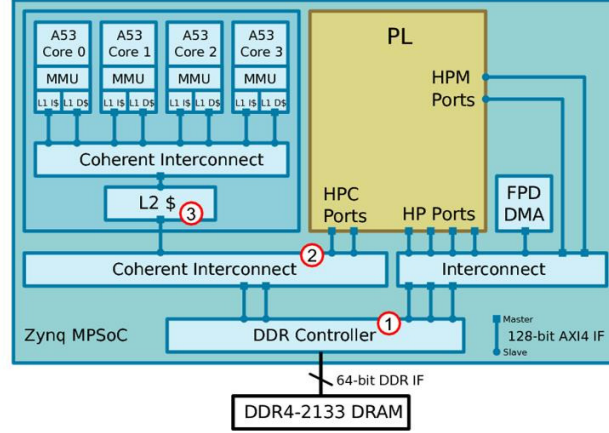 A53
Core 0
A53
Core 1
A53
Core 2
A53
Core 3
MMU
MMU
MMU
MMU
L1 I$
L1 D$
L1 I$
L1 D$
L1 I$
L1 D$
L1 I$
L1 D$
Coherent Interconnect
L2 $
3
PL
HPM
Ports
HPC
Ports
HP Ports
FPD
DMA
2
Coherent Interconnect
Interconnect
1
DDR Controller
Zynq MPSoC
Master
128-bit AXI4 IF
Slave
64-bit DDR IF
DDR4-2133 DRAM